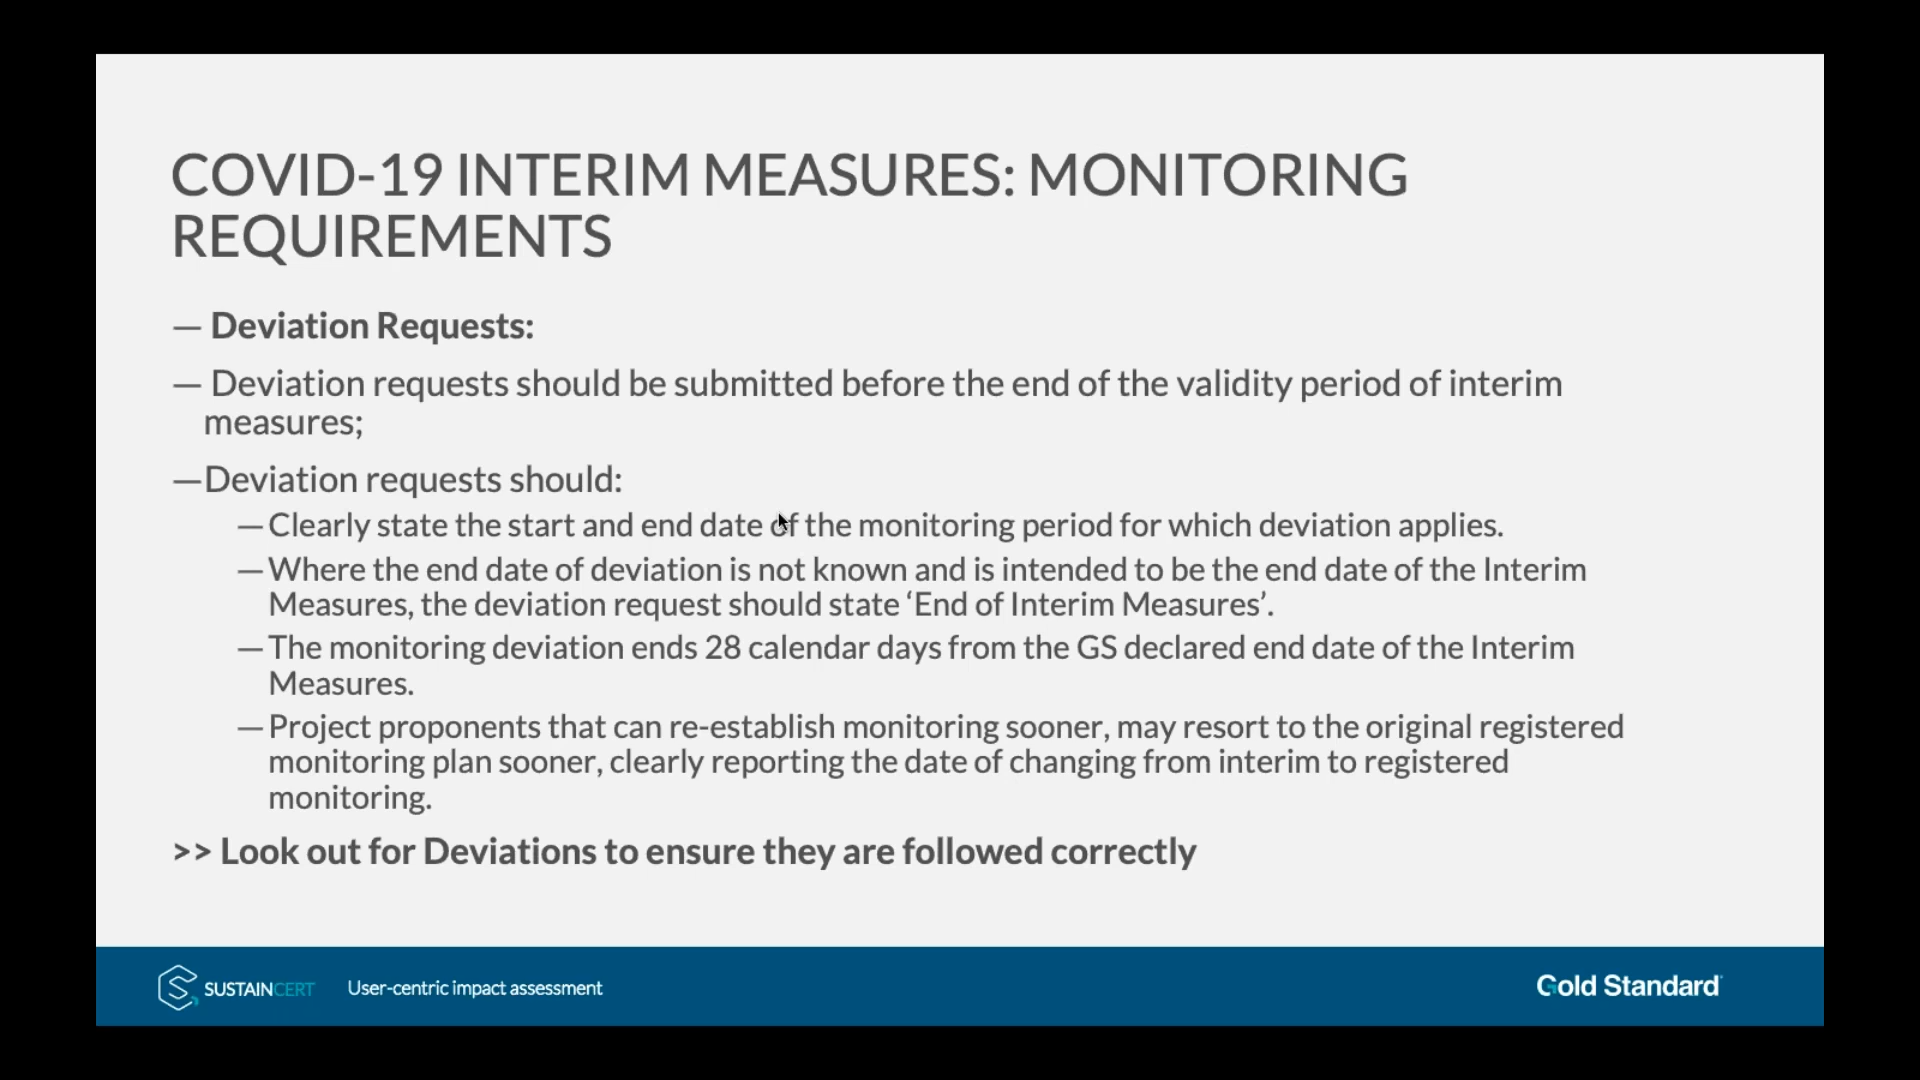 COVID-19 INTERIM MEASURES: MONITORING
REQUIREMENTS
— Deviation Requests:
— Deviation requests should be submitted before the end of the validity period of interim
measures;
—Deviation requests should:
—Clearly state the start and end date of the monitoring period for which deviation applies.
—Where the end date of deviation is not known and is intended to be the end date of the Interim
Measures, the deviation request should state ‘End of Interim Measures’.
—The monitoring deviation ends 28 calendar days from the GS declared end date of the Interim
Measures.
—Project proponents that can re-establish monitoring sooner, may resort to the original registered
monitoring plan sooner, clearly reporting the date of changing from interim to registered
monitoring.
>> Look out for Deviations to ensure they are followed correctly
SUSTAINCERT User-centric impact assessment Gold Standard